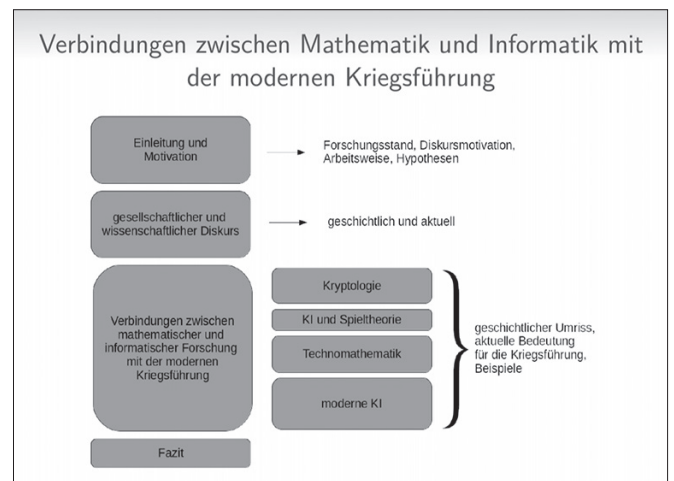 Verbindungen zwischen Mathematik und Informatik mit
der modernen Kriegsführung
Einleitung und
Motivation
Forschungsstand, Diskursmotivation,
Arbeitsweise, Hypothesen
gesellschaftlicher und
wissenschaftlicher Diskurs
geschichtlich und aktuell
Verbindungen zwischen
mathematischer und
informatischer Forschung
mit der modernen
Kriegsführung
Kryptologie
KI und Spieltheorie
Technomathematik
moderne KI
geschichtlicher Umriss,
aktuelle Bedeutung
für die Kriegsführung,
Beispiele
Fazit